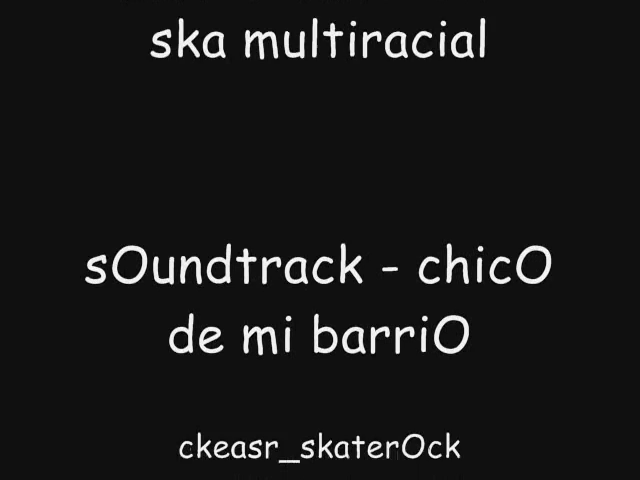 ska multiracial
sOundtrack - chicO
de mi barriO
ckeasr_skaterOck